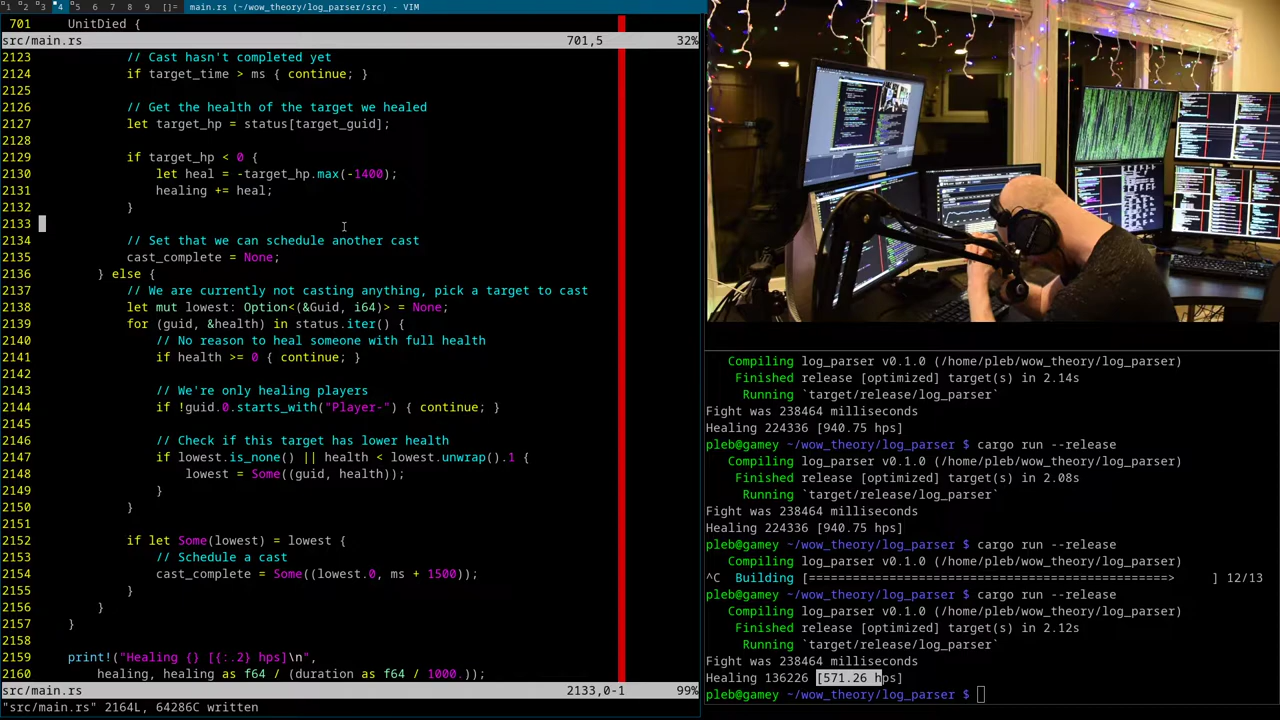 1 2 3 4 5 6 7 8 9 []= main.rs (~/wow_theory/log_parser/src) - VIM
701     UnitDied {
src/main.rs 701,5 32%
2123             // Cast hasn't completed yet
2124             if target_time > ms { continue; }
2125
2126             // Get the health of the target we healed
2127             let target_hp = status[target_guid];
2128
2129             if target_hp < 0 {
2130                 let heal = -target_hp.max(-1400);
2131                 healing += heal;
2132             }
2133
2134             // Set that we can schedule another cast
2135             cast_complete = None;
2136         } else {
2137             // We are currently not casting anything, pick a target to cast
2138             let mut lowest: Option<(&Guid, i64)> = None;
2139             for (guid, &health) in status.iter() {
2140                 // No reason to heal someone with full health
2141                 if health >= 0 { continue; }
2142
2143                 // We're only healing players
2144                 if !guid.0.starts_with("Player-") { continue; }
2145
2146                 // Check if this target has lower health
2147                 if lowest.is_none() || health < lowest.unwrap().1 {
2148                     lowest = Some((guid, health));
2149                 }
2150             }
2151
2152             if let Some(lowest) = lowest {
2153                 // Schedule a cast
2154                 cast_complete = Some((lowest.0, ms + 1500));
2155             }
2156         }
2157     }
2158
2159     print!("Healing {} [{:.2} hps]\n",
2160         healing, healing as f64 / (duration as f64 / 1000.));
src/main.rs 2133,0-1 99%
"src/main.rs" 2164L, 64286C written
Compiling log_parser v0.1.0 (/home/pleb/wow_theory/log_parser)
Finished release [optimized] target(s) in 2.14s
Running `target/release/log_parser`
Fight was 238464 milliseconds
Healing 224336 [940.75 hps]
pleb@gamey ~/wow_theory/log_parser $ cargo run --release
Compiling log_parser v0.1.0 (/home/pleb/wow_theory/log_parser)
Finished release [optimized] target(s) in 2.08s
Running `target/release/log_parser`
Fight was 238464 milliseconds
Healing 224336 [940.75 hps]
pleb@gamey ~/wow_theory/log_parser $ cargo run --release
Compiling log_parser v0.1.0 (/home/pleb/wow_theory/log_parser)
^C Building [===============================================> ] 12/13
pleb@gamey ~/wow_theory/log_parser $ cargo run --release
Compiling log_parser v0.1.0 (/home/pleb/wow_theory/log_parser)
Finished release [optimized] target(s) in 2.12s
Running `target/release/log_parser`
Fight was 238464 milliseconds
Healing 136226 [571.26 hps]
pleb@gamey ~/wow_theory/log_parser $